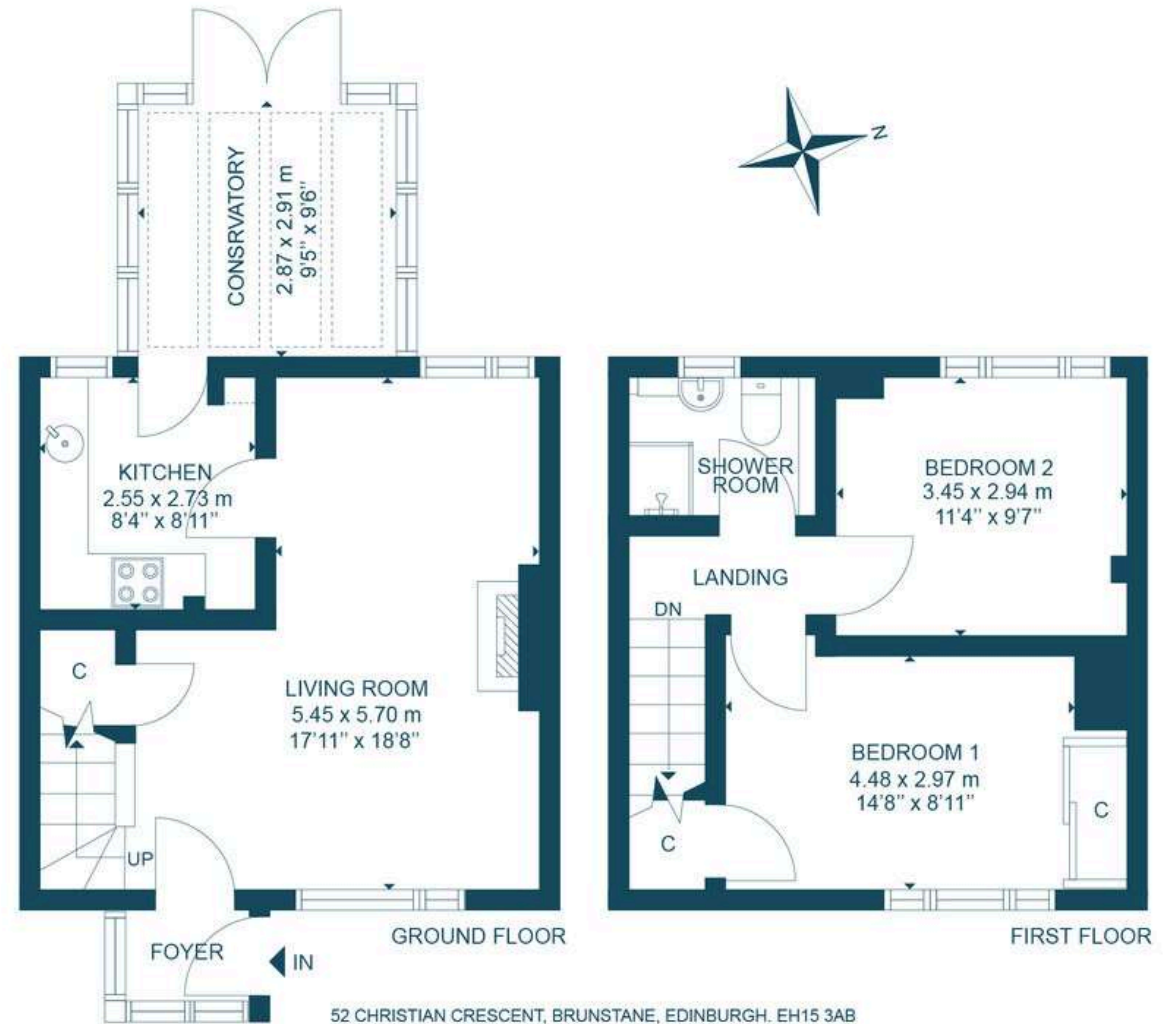 CONSRVATORY
2.87 x 2.91 m
9'5" x 9'6"
N
KITCHEN
2.55 x 2.73 m
8'4" x 8'11"
C
LIVING ROOM
5.45 x 5.70 m
17'11" x 18'8"
UP
FOYER
IN
GROUND FLOOR
SHOWER
ROOM
BEDROOM 2
3.45 x 2.94 m
11'4" x 9'7"
LANDING
DN
BEDROOM 1
4.48 x 2.97 m
14'8" x 8'11"
C
C
FIRST FLOOR
52 CHRISTIAN CRESCENT, BRUNSTANE, EDINBURGH. EH15 3AB